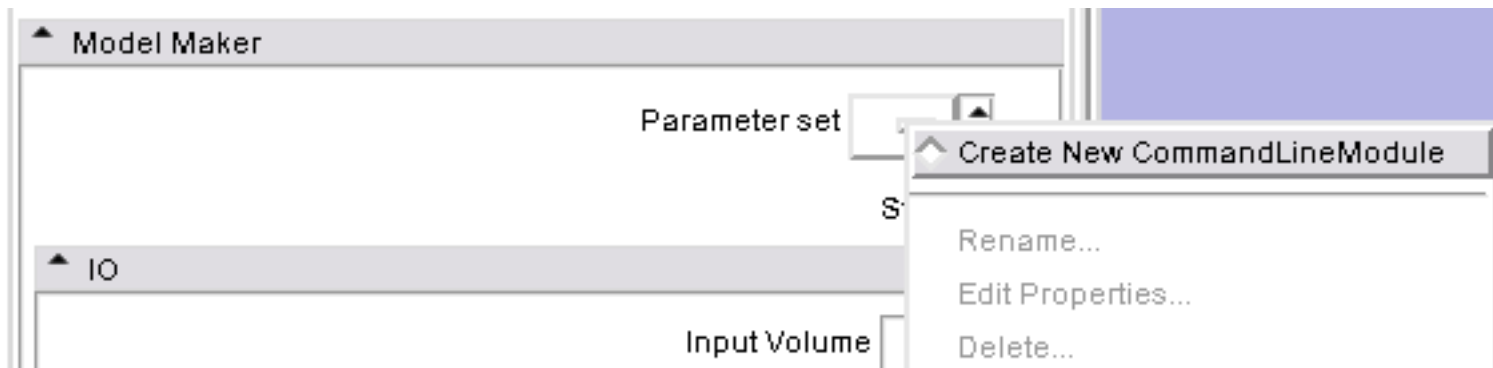 Model Maker
Parameter set
Create New CommandLineModule
Rename...
IO
Edit Properties...
Input Volume
Delete...